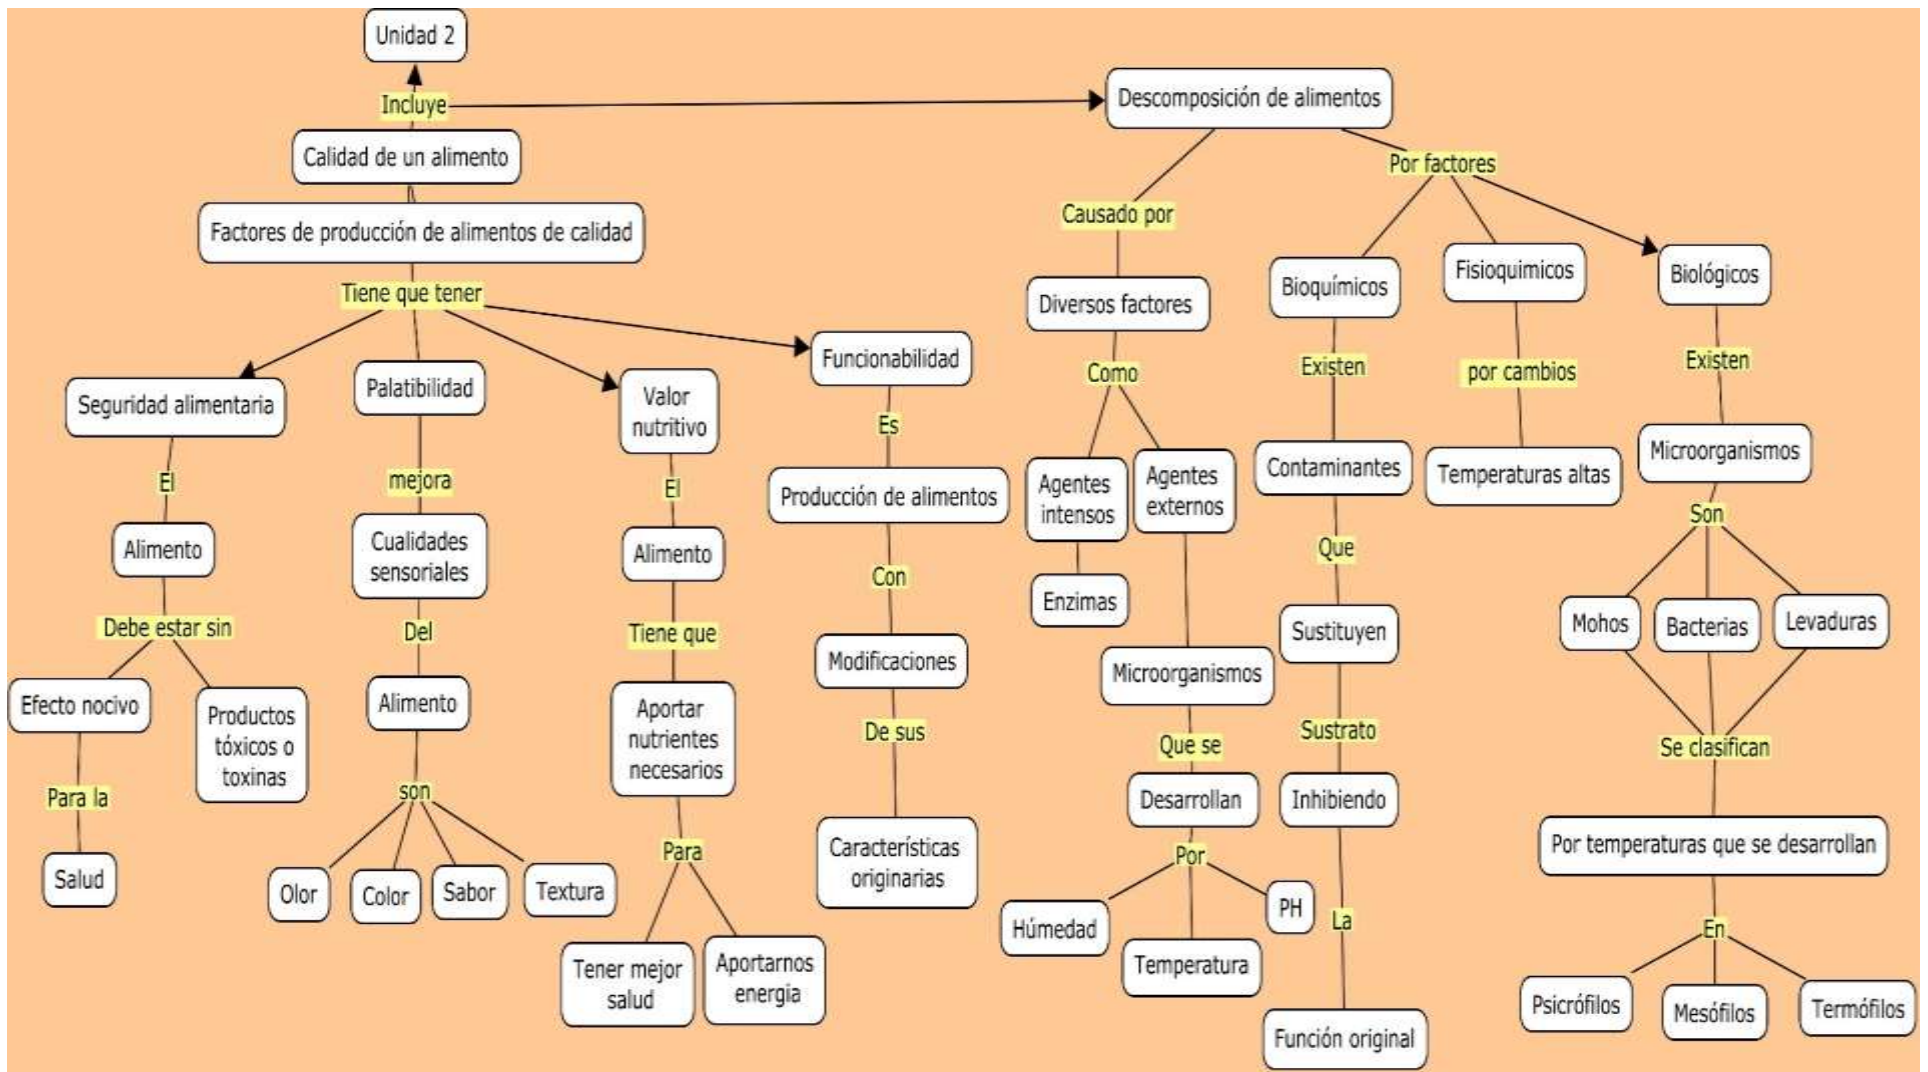 Unidad 2
Incluye
Calidad de un alimento
Factores de producción de alimentos de calidad
Tiene que tener
Seguridad alimentaria
El
Alimento
Debe estar sin
Efecto nocivo
Para la
Salud
Productos
tóxicos o
toxinas
Palatibilidad
mejora
Cualidades
sensoriales
Del
Alimento
son
Olor
Color
Sabor
Textura
Valor
nutritivo
El
Alimento
Tiene que
Aportar
nutrientes
necesarios
Para
Tener mejor
salud
Aportarnos
energia
Funcionabilidad
Es
Producción de alimentos
Con
Modificaciones
De sus
Características
originarias
Descomposición de alimentos
Causado por
Diversos factores
Como
Agentes
intensos
Enzimas
Agentes
externos
Microorganismos
Que se
Desarrollan
Por
Húmedad
Temperatura
PH
Por factores
Bioquímicos
Existen
Contaminantes
Que
Sustituyen
Sustrato
Inhibiendo
La
Función original
Fisioquimicos
por cambios
Temperaturas altas
Biológicos
Existen
Microorganismos
Son
Mohos
Bacterias
Levaduras
Se clasifican
Por temperaturas que se desarrollan
En
Psicrófilos
Mesófilos
Termófilos